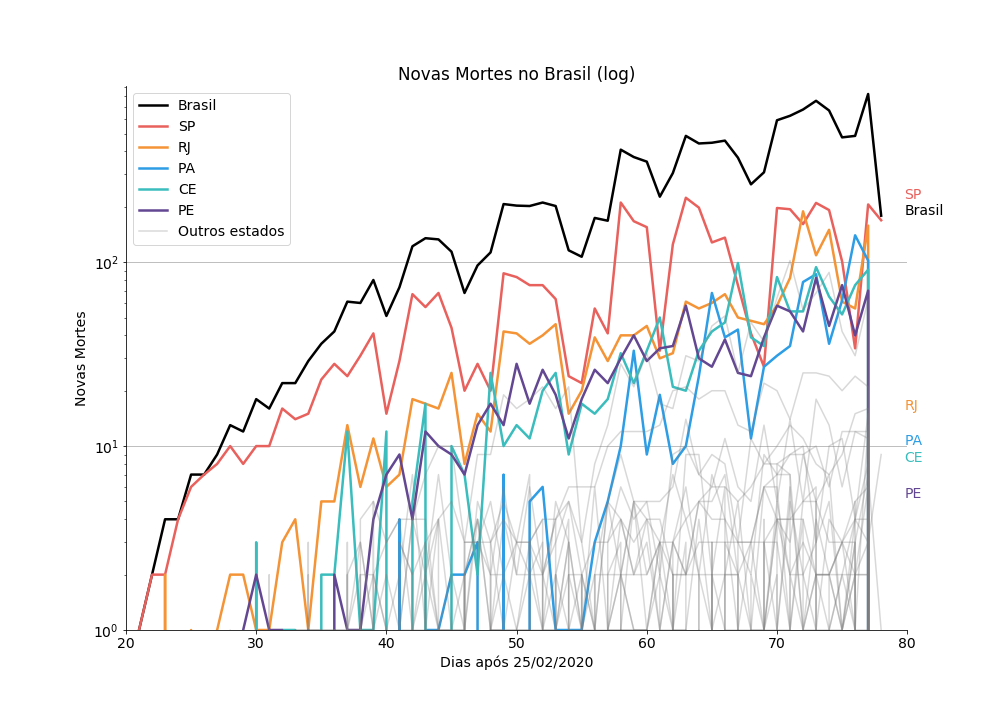 Novas Mortes no Brasil (log)
Brasil
SP
RJ
PA
CE
PE
Outros estados
Novas Mortes
10²
10¹
10⁰
SP
Brasil
RJ
PA
CE
PE
20 30 40 50 60 70 80
Dias após 25/02/2020